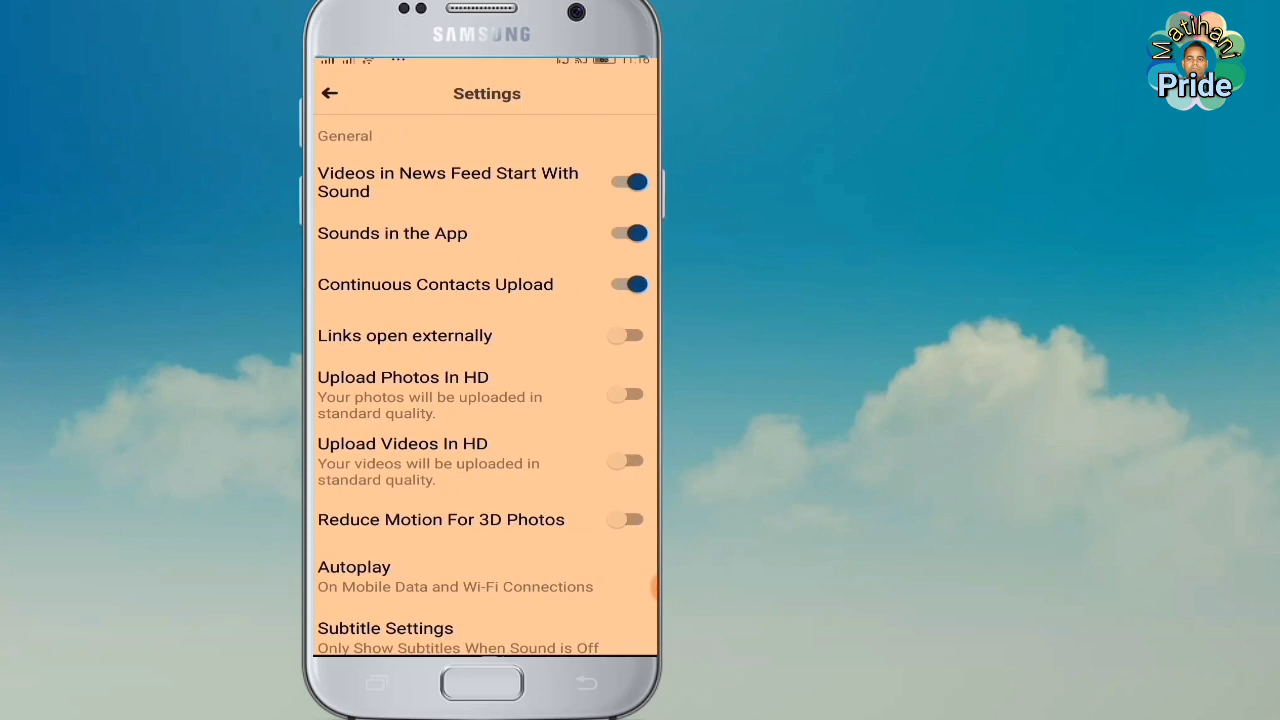 SAMSUNG
11:16
Settings
General
Videos in News Feed Start With
Sound
Sounds in the App
Continuous Contacts Upload
Links open externally
Upload Photos In HD
Your photos will be uploaded in
standard quality.
Upload Videos In HD
Your videos will be uploaded in
standard quality.
Reduce Motion For 3D Photos
Autoplay
On Mobile Data and Wi-Fi Connections
Subtitle Settings
Only Show Subtitles When Sound is Off
Matihani
Pride